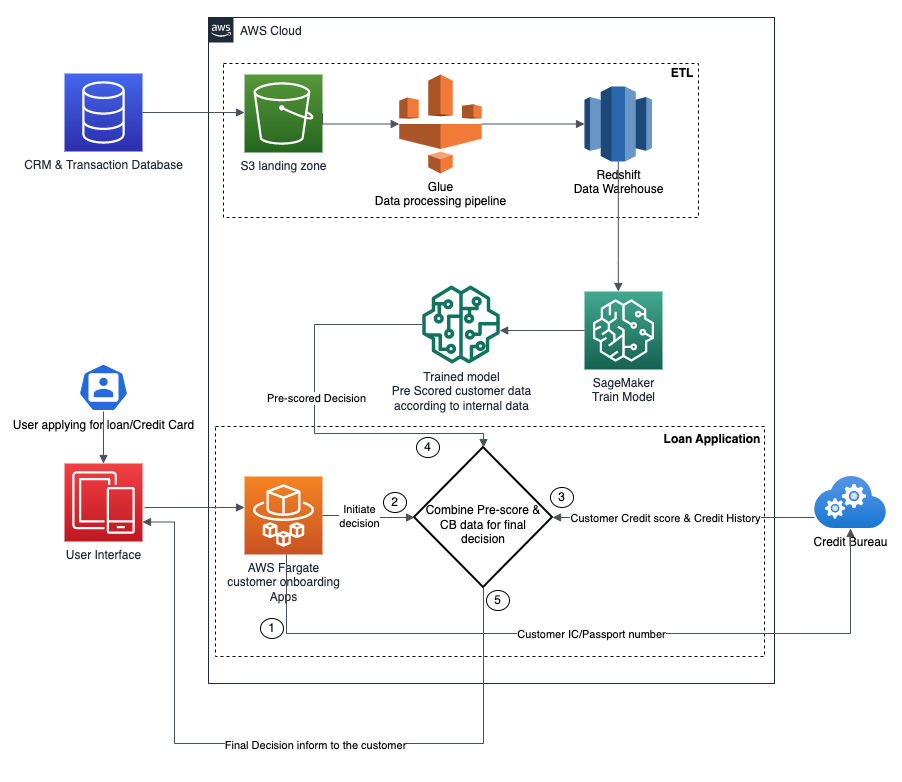 aws
AWS Cloud
ETL
CRM & Transaction Database
S3 landing zone
Glue
Data processing pipeline
Redshift
Data Warehouse
Trained model
Pre Scored customer data
according to internal data
SageMaker
Train Model
Pre-scored Decision
User applying for loan/Credit Card
Loan Application
4
User Interface
AWS Fargate
customer onboarding
Apps
Initiate
decision
2
Combine Pre-score &
CB data for final
decision
3
Customer Credit score & Credit History
Credit Bureau
5
1
Customer IC/Passport number
Final Decision inform to the customer